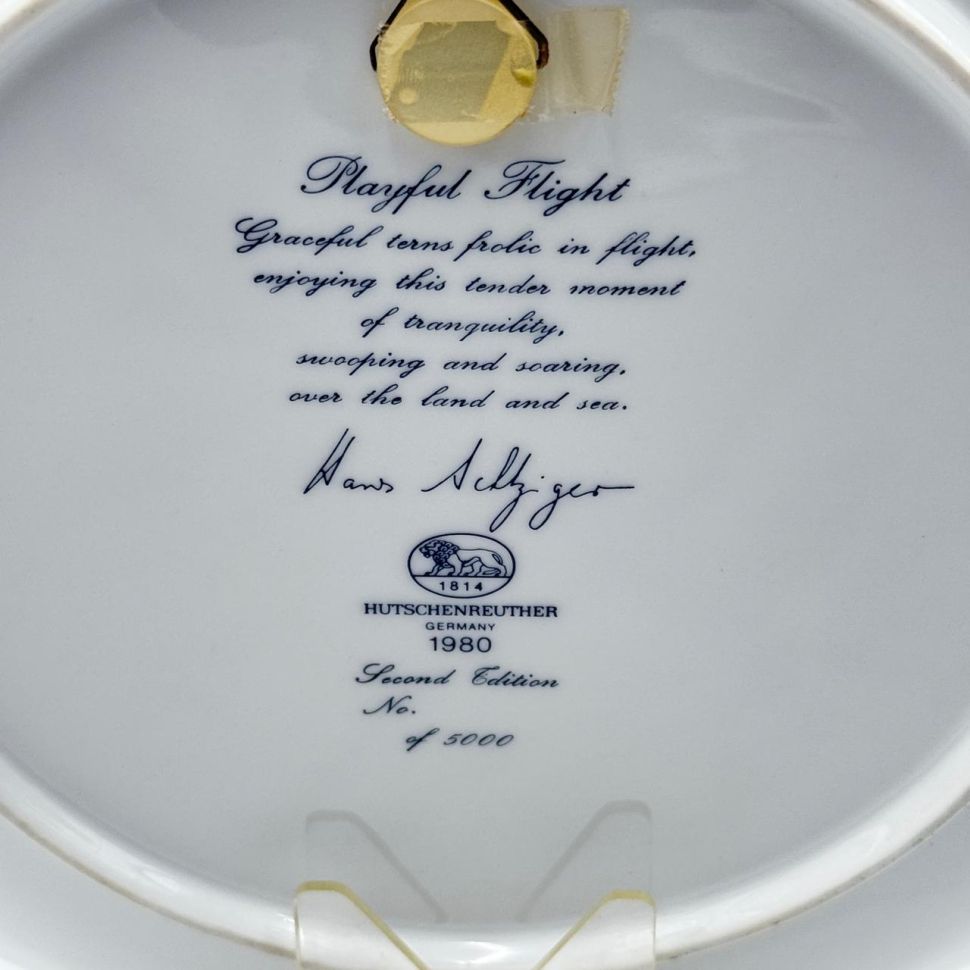 Playful Flight
Graceful terns frolic in flight,
enjoying this tender moment
of tranquility,
swooping and soaring,
over the land and sea.
Hans Achtziger
1814
HUTSCHENREUTHER
GERMANY
1980
Second Edition
No.
of 5000